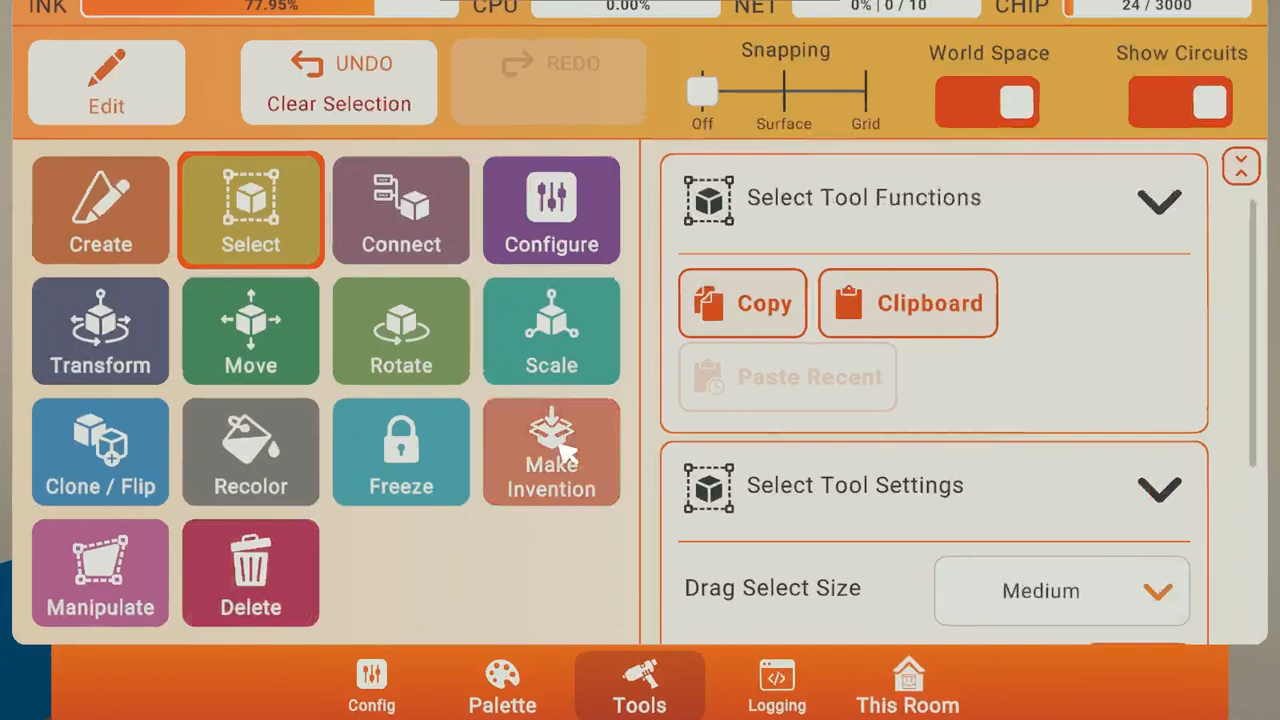 INK 77.95% CPU 0.00% NET 0% | 0 / 10 CHIP 24 / 3000
Edit
UNDO
Clear Selection
REDO
Snapping
Off Surface Grid
World Space
Show Circuits
Create Select Connect Configure
Transform Move Rotate Scale
Clone / Flip Recolor Freeze Make
Invention
Manipulate Delete
Select Tool Functions
Copy Clipboard
Paste Recent
Select Tool Settings
Drag Select Size Medium
Config Palette Tools Logging This Room